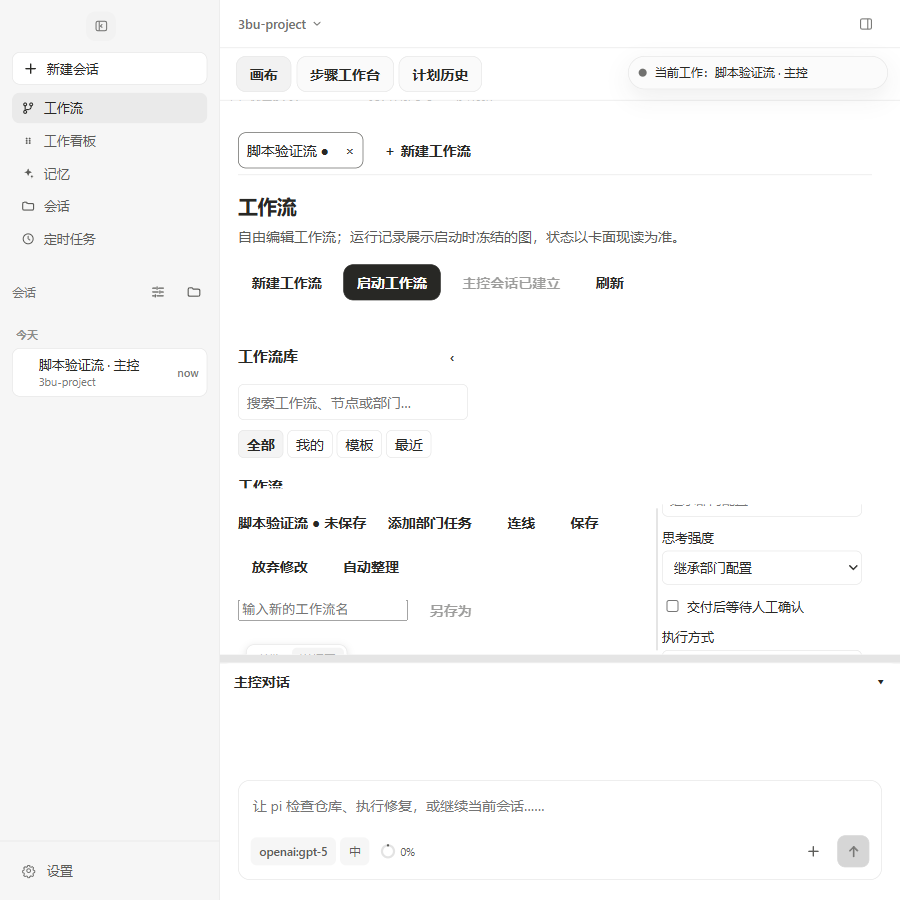 3bu-project
新建会话
工作流
工作看板
记忆
会话
定时任务
会话
今天
脚本验证流 · 主控
3bu-project
now
设置
画布
步骤工作台
计划历史
当前工作：脚本验证流 · 主控
脚本验证流 ● ×
+ 新建工作流
工作流
自由编辑工作流；运行记录展示启动时冻结的图，状态以卡面现读为准。
新建工作流
启动工作流
主控会话已建立
刷新
工作流库
搜索工作流、节点或部门...
全部
我的
模板
最近
工作流
脚本验证流 ● 未保存
添加部门任务
连线
保存
放弃修改
自动整理
输入新的工作流名
另存为
思考强度
继承部门配置
交付后等待人工确认
执行方式
主控对话
让 pi 检查仓库、执行修复，或继续当前会话......
openai:gpt-5
中
0%